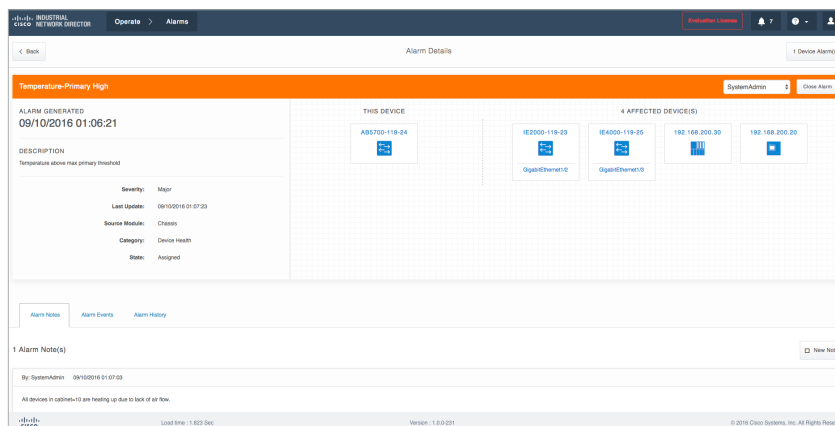 CISCO INDUSTRIAL NETWORK DIRECTOR
Operate > Alarms
Evaluation License
7
< Back
Alarm Details
1 Device Alarm(
Temperature-Primary High
SystemAdmin
Close Alarm
ALARM GENERATED
09/10/2016 01:06:21
DESCRIPTION
Temperature above max primary threshold
Severity: Major
Last Update: 09/10/2016 01:07:23
Source Module: Chassis
Category: Device Health
State: Assigned
THIS DEVICE
AB5700-119-24
4 AFFECTED DEVICE(S)
IE2000-119-23
GigabitEthernet1/2
IE4000-119-25
GigabitEthernet1/3
192.168.200.30
192.168.200.20
Alarm Notes
Alarm Events
Alarm History
1 Alarm Note(s)
New Not
By: SystemAdmin 09/10/2016 01:07:03
All devices in cabinet=10 are heating up due to lack of air flow.
CISCO
Load time : 1.623 Sec
Version : 1.0.0-231
© 2016 Cisco Systems, Inc. All Rights Rese